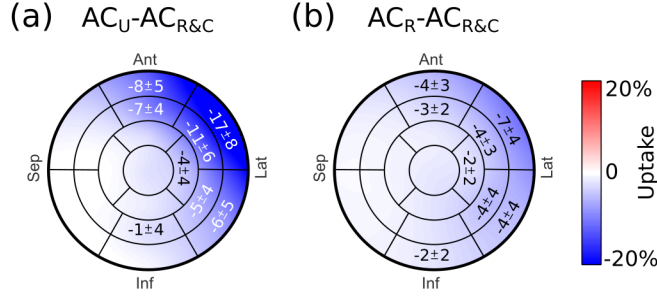 (a) AC_U-AC_R&C
Ant
-8±5
-7±4
-17±8
-11±6
-4±4
-5±4
-6±5
-1±4
Sep
Lat
Inf
(b) AC_R-AC_R&C
Ant
-4±3
-3±2
-7±4
-4±3
-2±2
-4±4
-4±4
-2±2
Sep
Lat
Inf
20%
0
-20%
Uptake